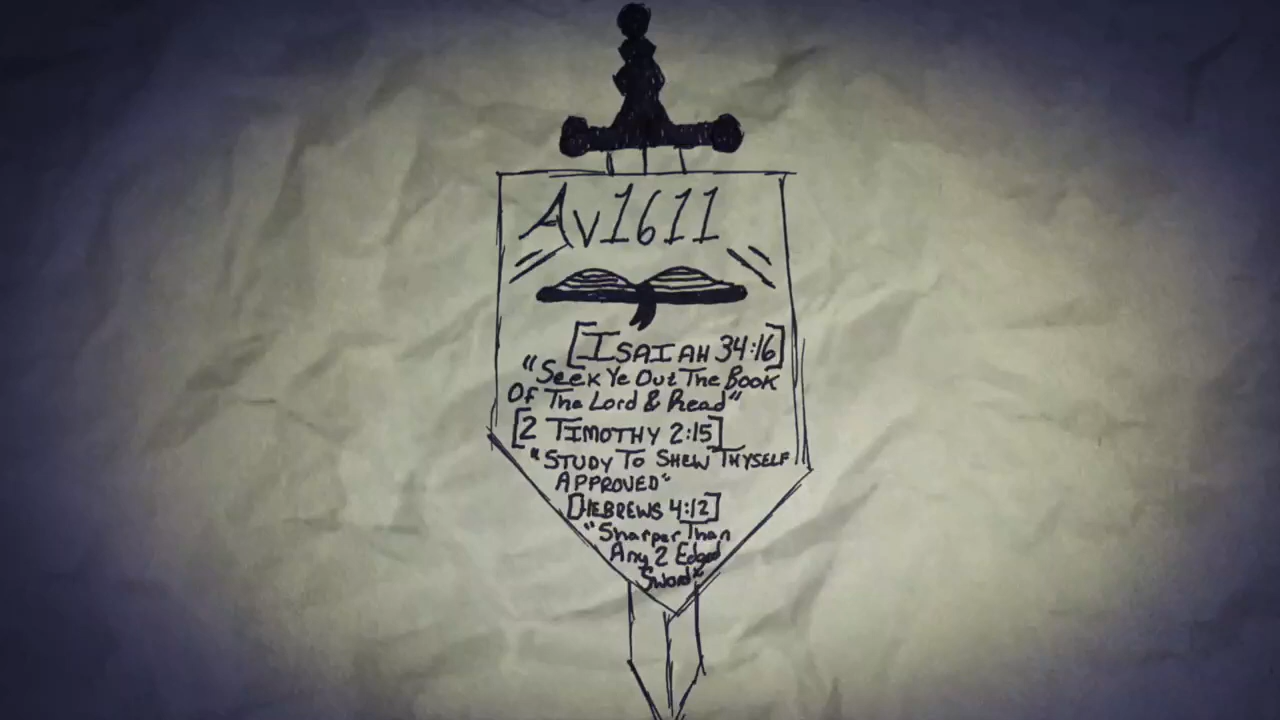 Av1611
[ISAIAH 34:16]
"Seek Ye Out The Book
Of The Lord & Read"
[2 TIMOTHY 2:15]
"STUDY TO SHEW THYSELF
APPROVED"
[HEBREWS 4:12]
"Sharper Than
Any 2 Edged
Sword"